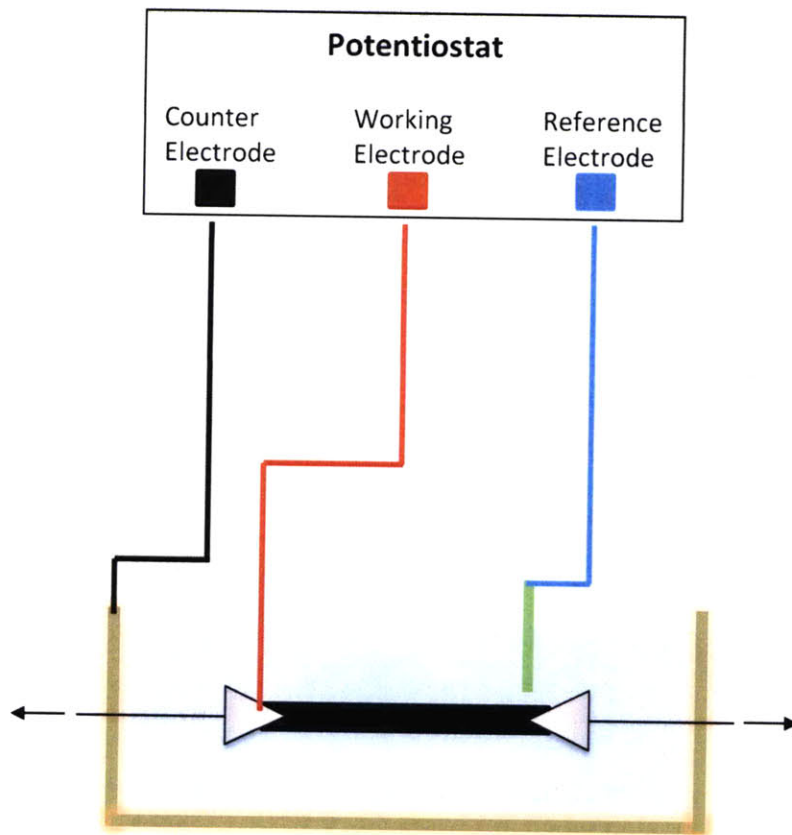 Potentiostat
Counter
Electrode
Working
Electrode
Reference
Electrode